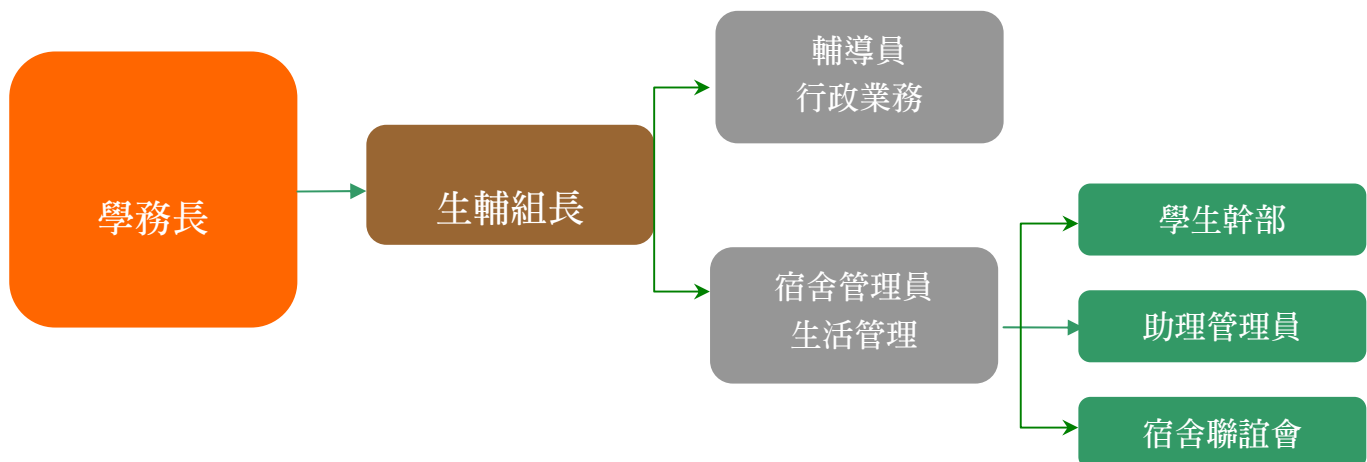 學務長
生輔組長
輔導員
行政業務
宿舍管理員
生活管理
學生幹部
助理管理員
宿舍聯誼會